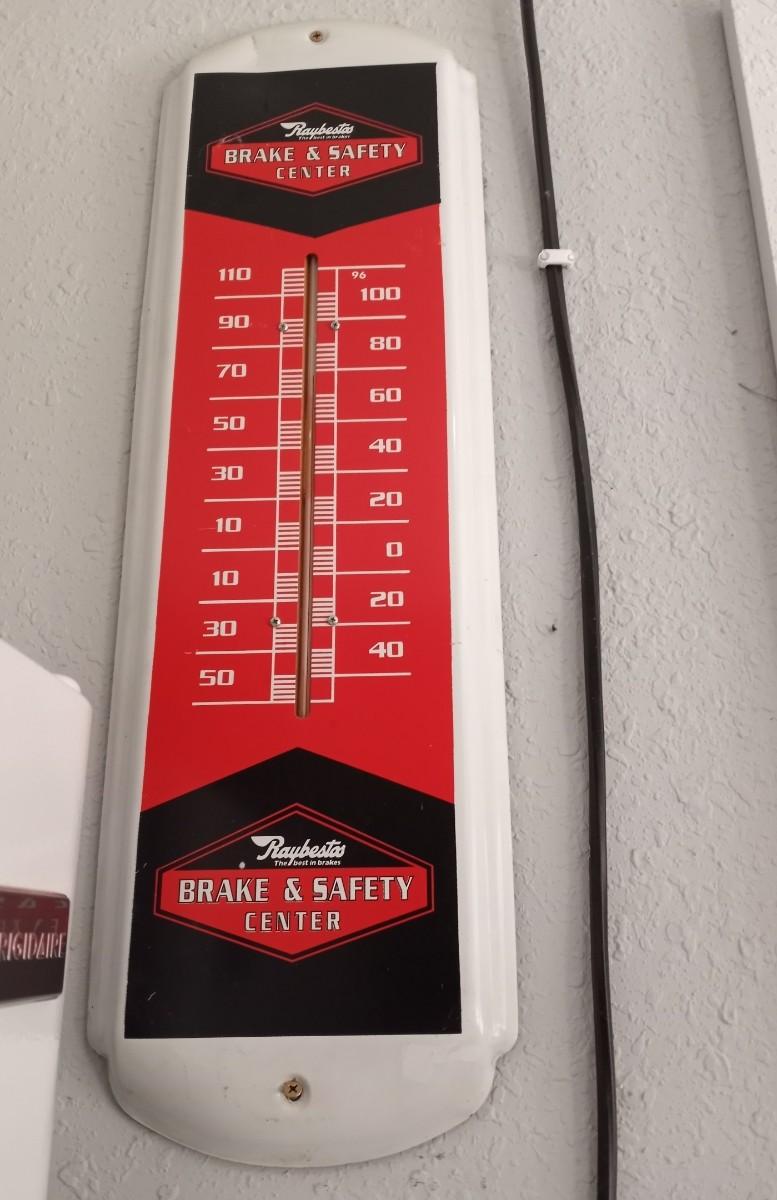 Raybestos
The best in brakes
BRAKE & SAFETY
CENTER
96
110
100
90
80
70
60
50
40
30
20
10
0
10
20
30
40
50
Raybestos
The best in brakes
BRAKE & SAFETY
CENTER
RIGIDAIRE